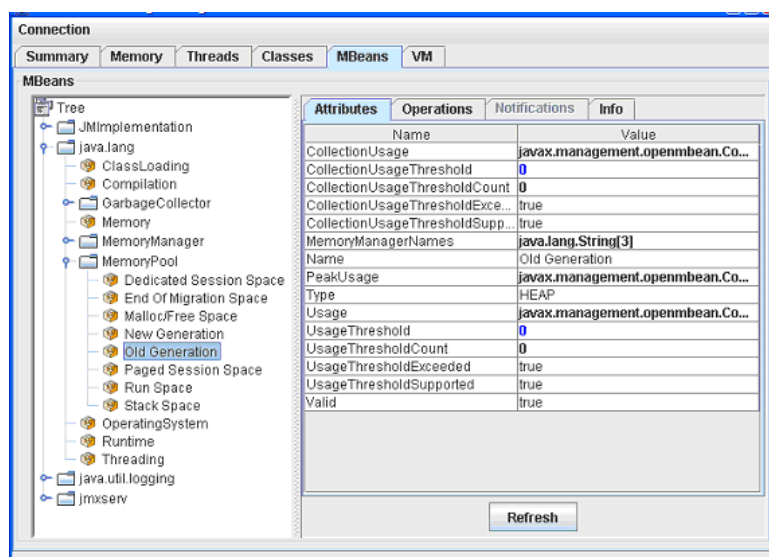 Connection
Summary Memory Threads Classes MBeans VM
MBeans
Tree
JMImplementation
java.lang
ClassLoading
Compilation
GarbageCollector
Memory
MemoryManager
MemoryPool
Dedicated Session Space
End Of Migration Space
Malloc/Free Space
New Generation
Old Generation
Paged Session Space
Run Space
Stack Space
OperatingSystem
Runtime
Threading
java.util.logging
jmxserv
Attributes Operations Notifications Info
Name Value
CollectionUsage javax.management.openmbean.Co...
CollectionUsageThreshold 0
CollectionUsageThresholdCount 0
CollectionUsageThresholdExce... true
CollectionUsageThresholdSupp... true
MemoryManagerNames java.lang.String[3]
Name Old Generation
PeakUsage javax.management.openmbean.Co...
Type HEAP
Usage javax.management.openmbean.Co...
UsageThreshold 0
UsageThresholdCount 0
UsageThresholdExceeded true
UsageThresholdSupported true
Valid true
Refresh